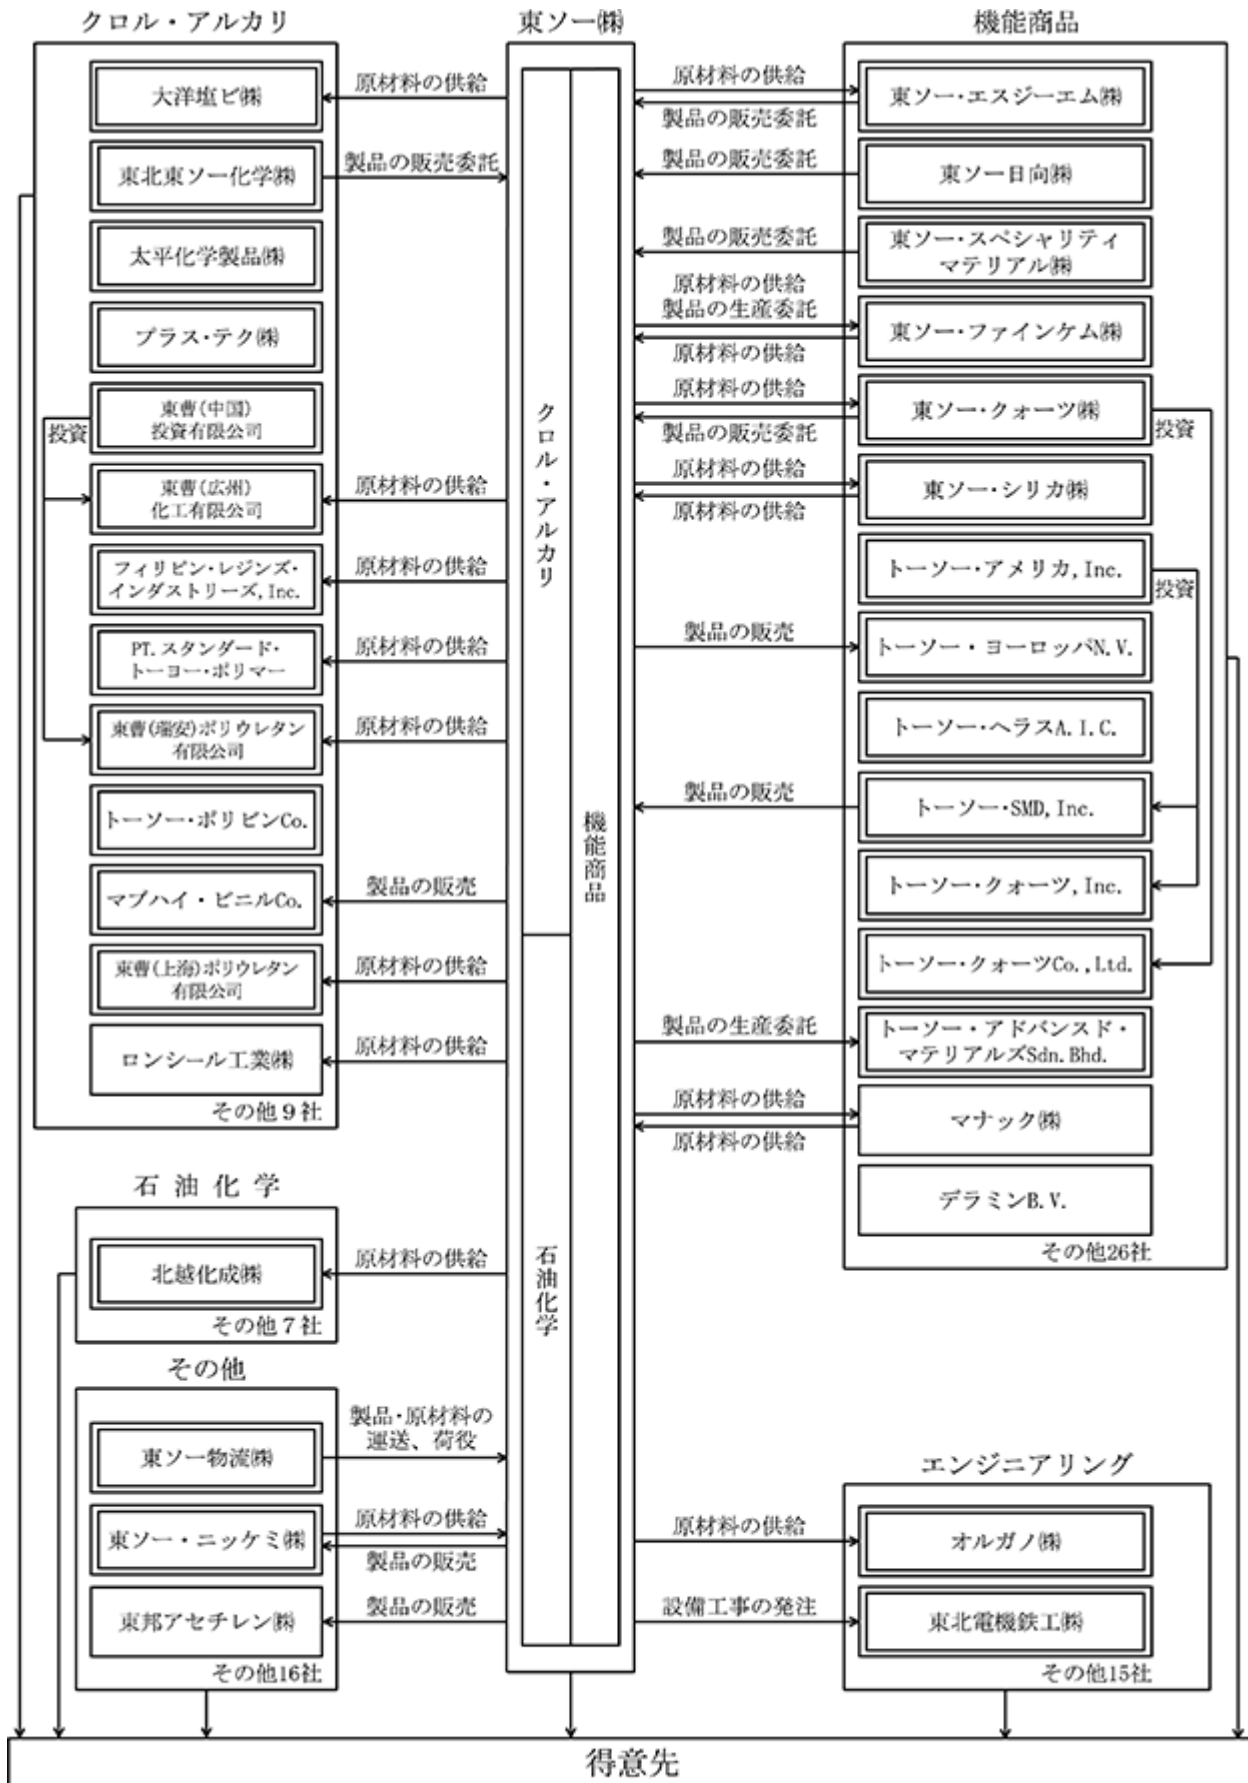 クロル・アルカリ
大洋塩ビ㈱
東北東ソー化学㈱
太平化学製品㈱
プラス・テク㈱
東曹(中国)
投資有限公司
投資
東曹(広州)
化工有限公司
フィリピン・レジンズ・
インダストリーズ,Inc.
PT.スタンダード・
トーヨー・ポリマー
東曹(瑞安)ポリウレタン
有限公司
トーソー・ポリビンCo.
マブハイ・ビニルCo.
東曹(上海)ポリウレタン
有限公司
ロンシール工業㈱
その他9社
原材料の供給
製品の販売委託
原材料の供給
原材料の供給
原材料の供給
原材料の供給
製品の販売
原材料の供給
原材料の供給
石油化学
北越化成㈱
その他7社
原材料の供給
その他
東ソー物流㈱
東ソー・ニッケミ㈱
東邦アセチレン㈱
その他16社
製品・原材料の
運送、荷役
原材料の供給
製品の販売
製品の販売
東ソー㈱
クロル・アルカリ
機能商品
石油化学
機能商品
原材料の供給
製品の販売委託
製品の販売委託
製品の販売委託
原材料の供給
製品の生産委託
原材料の供給
原材料の供給
製品の販売委託
原材料の供給
原材料の供給
製品の販売
製品の販売
製品の生産委託
原材料の供給
原材料の供給
東ソー・エスジーエム㈱
東ソー日向㈱
東ソー・スペシャリティ
マテリアル㈱
東ソー・ファインケム㈱
東ソー・クォーツ㈱
投資
東ソー・シリカ㈱
トーソー・アメリカ,Inc.
投資
トーソー・ヨーロッパN.V.
トーソー・ヘラスA.I.C.
トーソー・SMD,Inc.
トーソー・クォーツ,Inc.
トーソー・クォーツCo.,Ltd.
トーソー・アドバンスド・
マテリアルズSdn.Bhd.
マナック㈱
デラミンB.V.
その他26社
エンジニアリング
原材料の供給
設備工事の発注
オルガノ㈱
東北電機鉄工㈱
その他15社
得意先